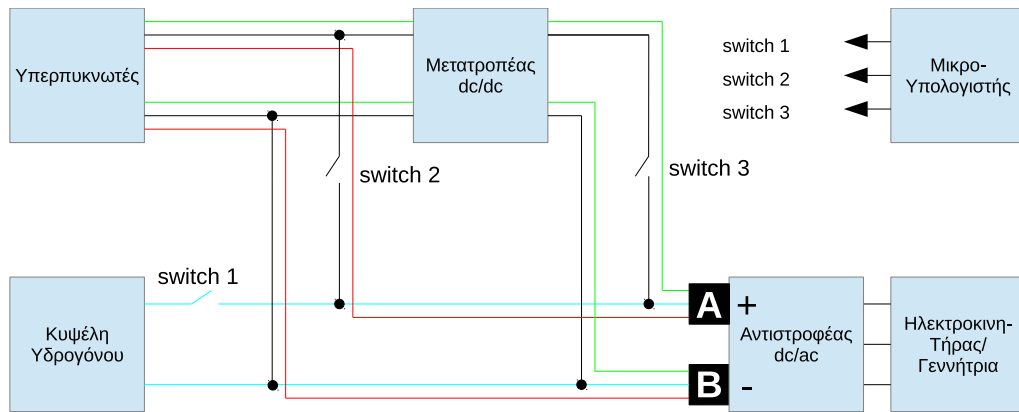 Υπερπυκνωτές
Μετατροπέας
dc/dc
switch 1
switch 2
switch 3
Μικρο-
Υπολογιστής
switch 2
switch 3
switch 1
Κυψέλη
Υδρογόνου
A
+
B
-
Αντιστροφέας
dc/ac
Ηλεκτροκινη-
Τήρας/
Γεννήτρια